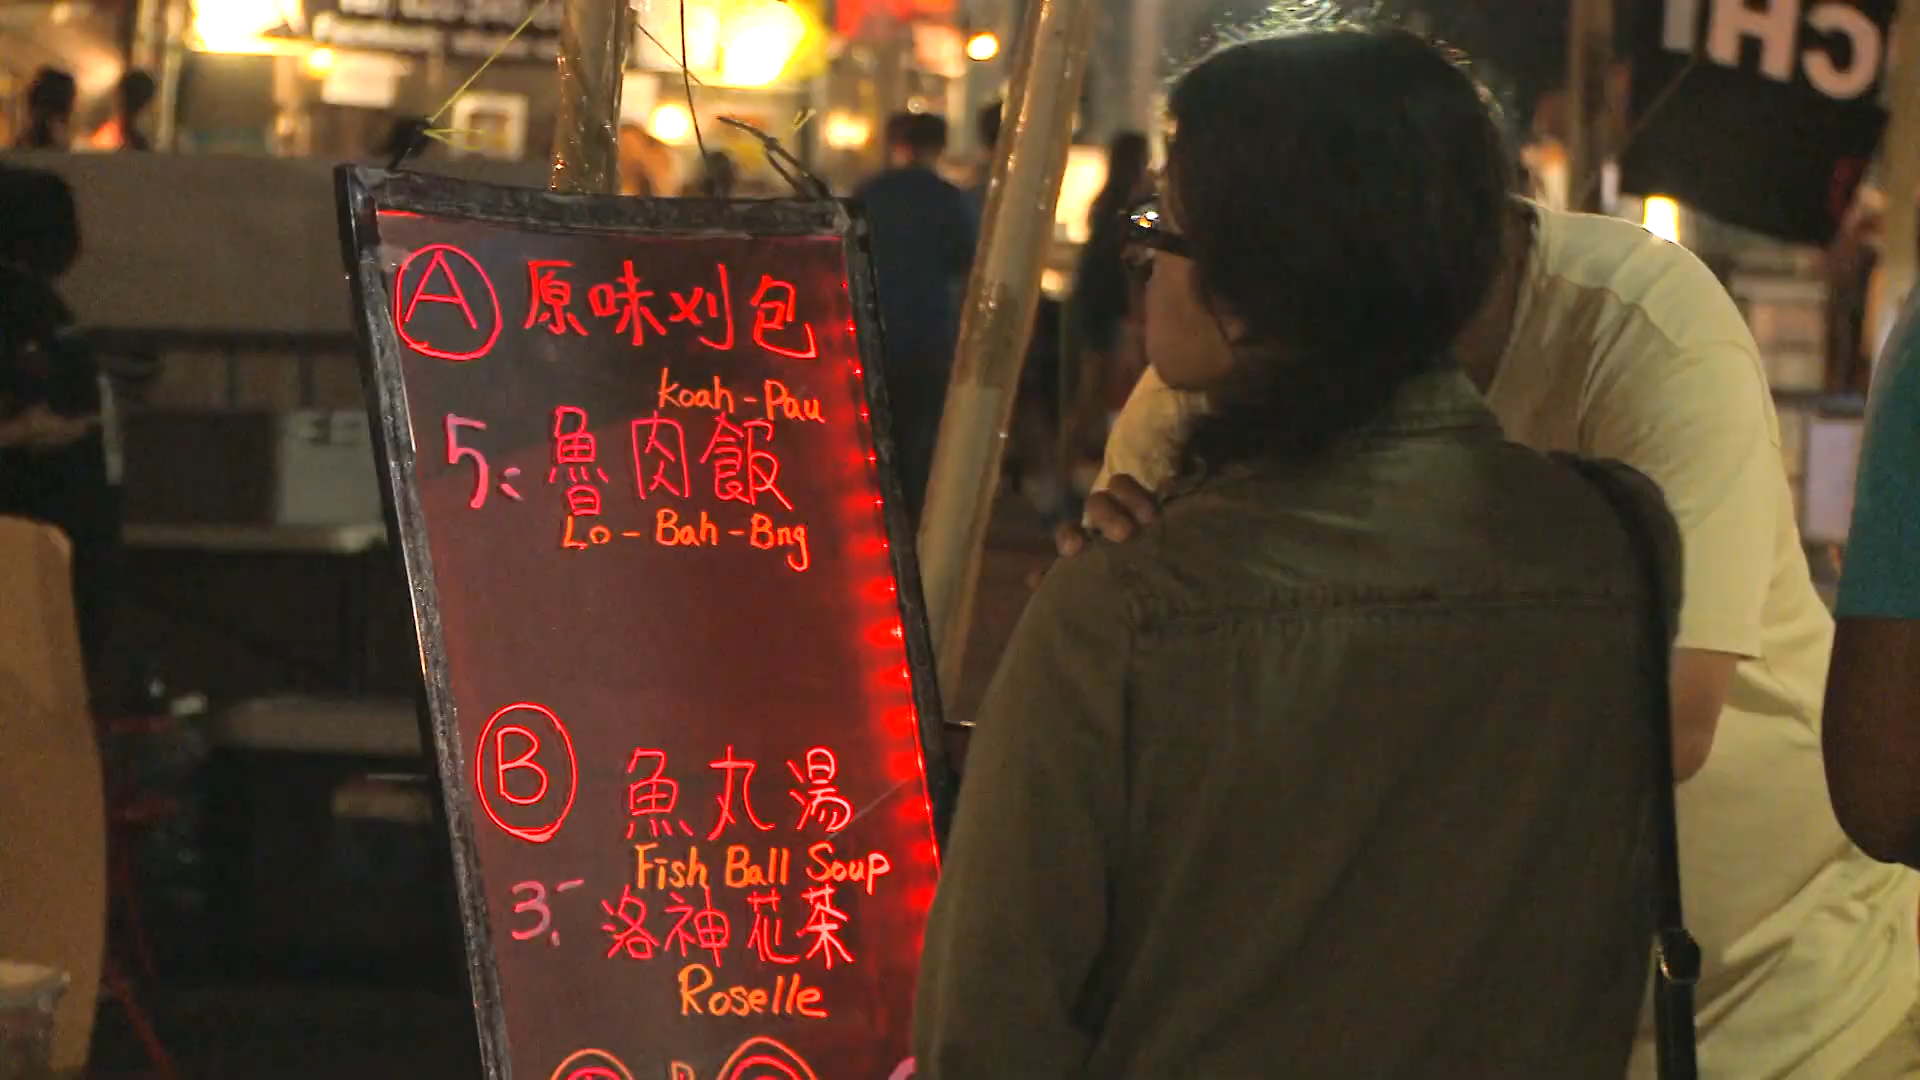 A 原味刈包
Koah-Pau
5: 魯肉飯
Lo-Bah-Bng
B 魚丸湯
Fish Ball Soup
3: 洛神花茶
Roselle